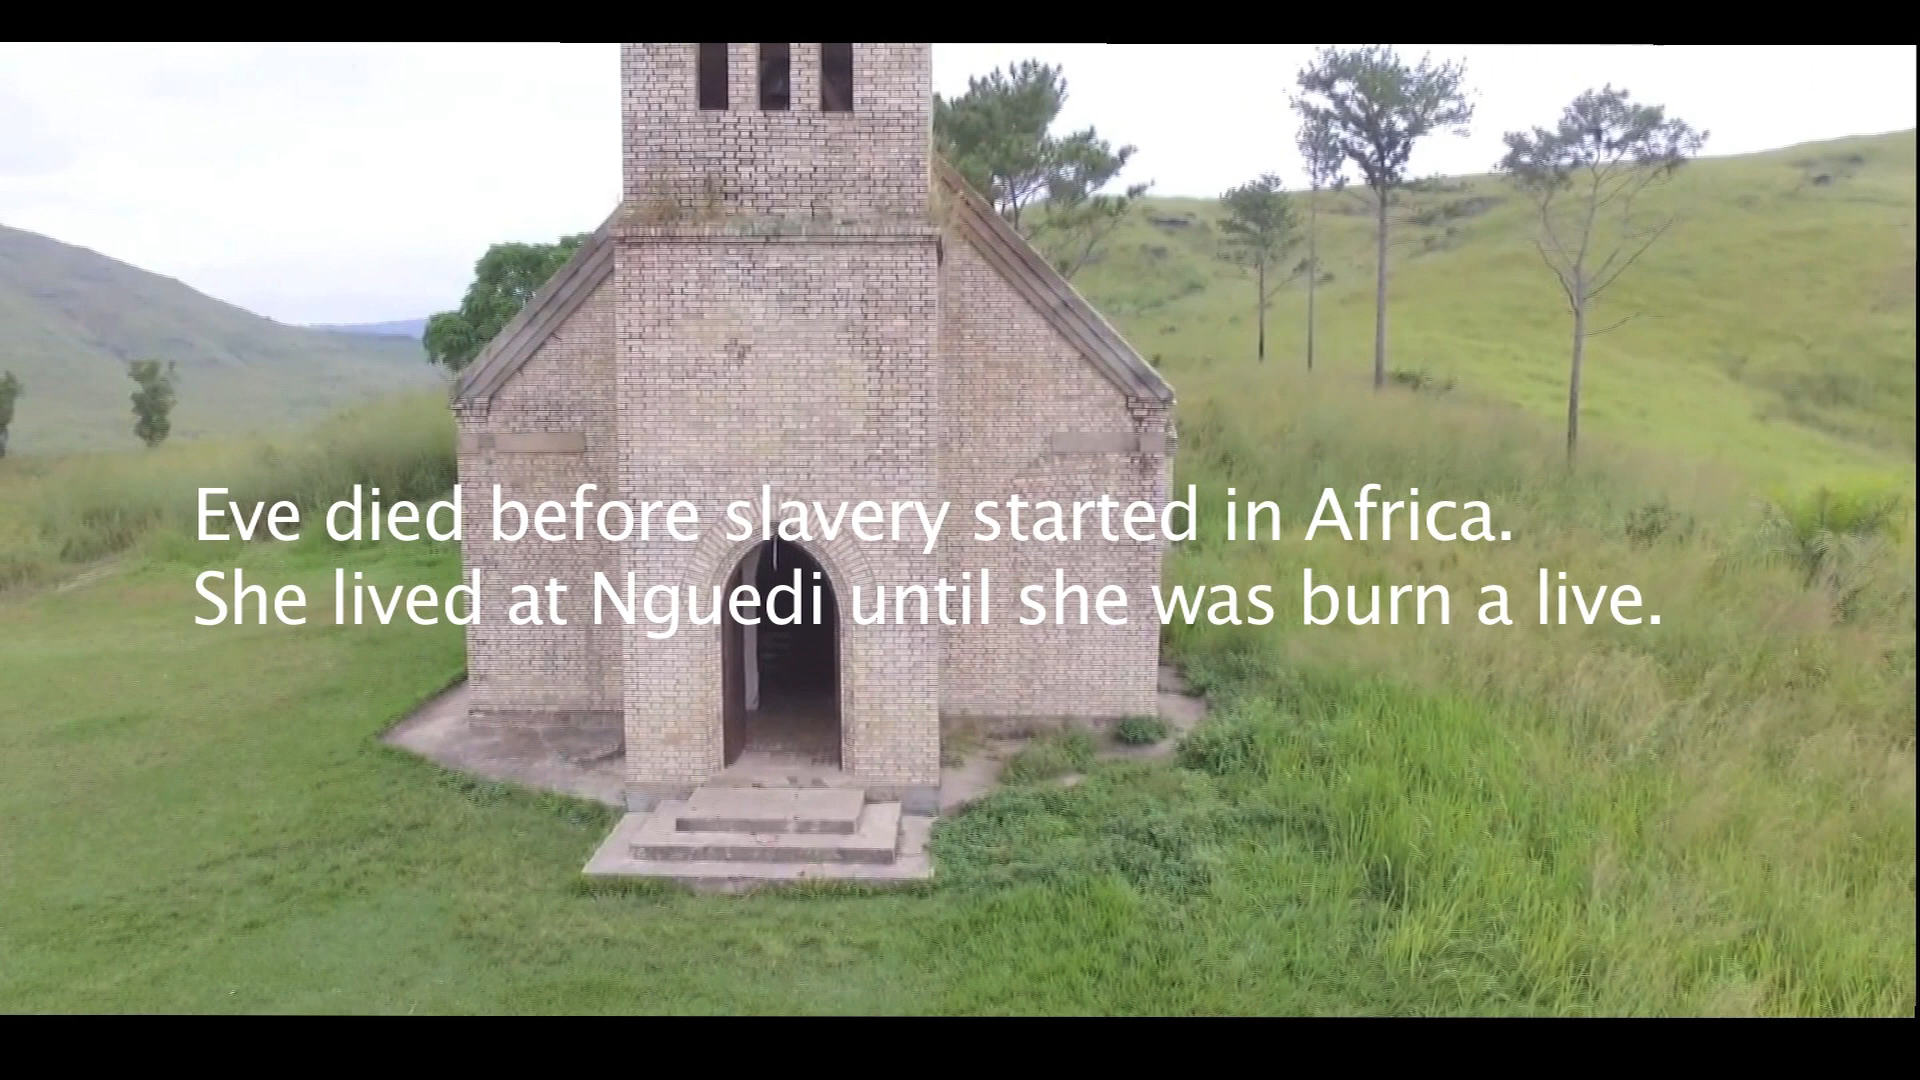 Eve died before slavery started in Africa.
She lived at Nguedi until she was burn a live.